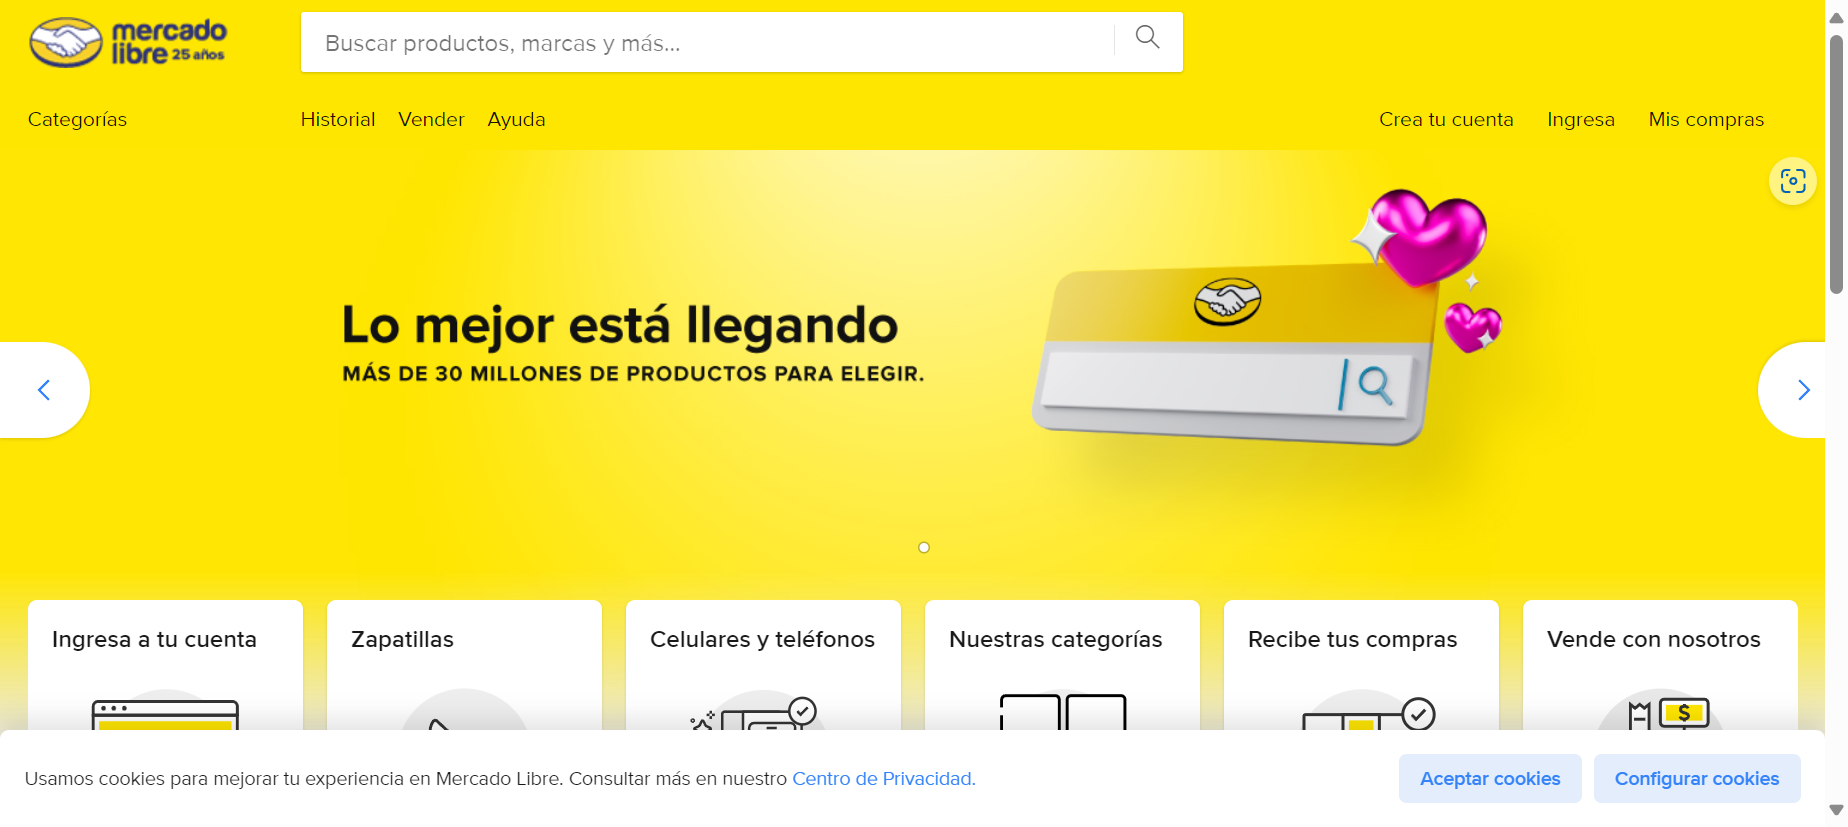 mercado
libre 25 años
Buscar productos, marcas y más...
Categorías
Historial Vender Ayuda
Crea tu cuenta Ingresa Mis compras
Lo mejor está llegando
MÁS DE 30 MILLONES DE PRODUCTOS PARA ELEGIR.
Ingresa a tu cuenta
Zapatillas
Celulares y teléfonos
Nuestras categorías
Recibe tus compras
Vende con nosotros
$
Usamos cookies para mejorar tu experiencia en Mercado Libre. Consultar más en nuestro Centro de Privacidad.
Aceptar cookies
Configurar cookies